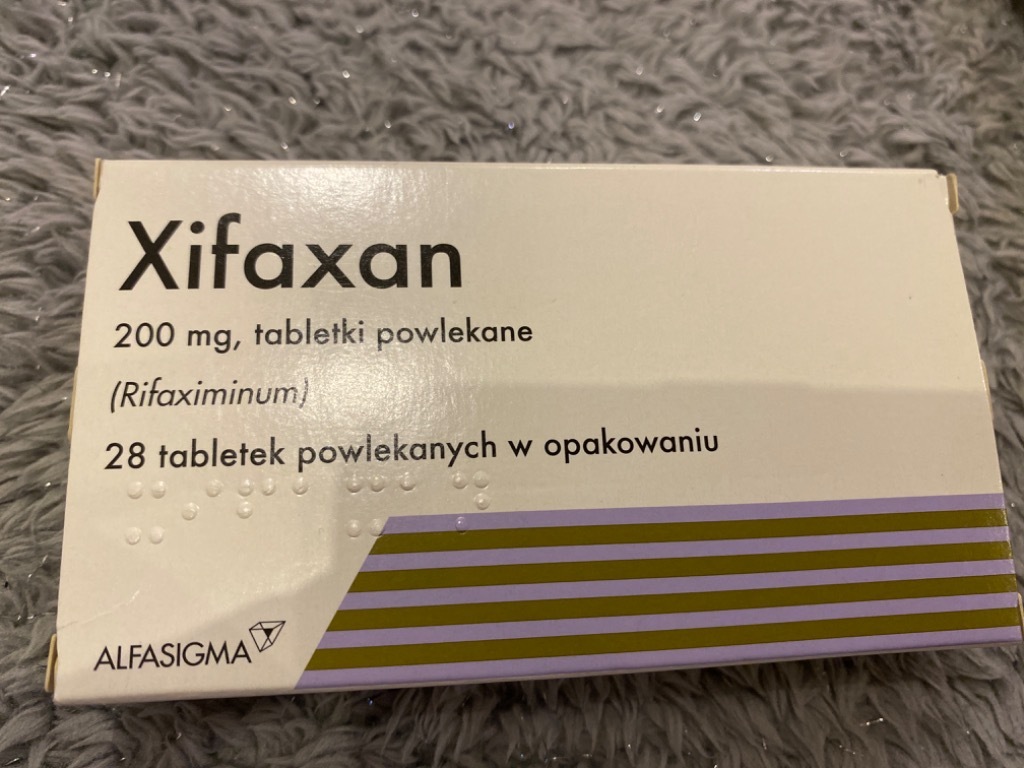 Xifaxan
200 mg, tabletki powlekane
(Rifaximinum)
28 tabletek powlekanych w opakowaniu
ALFASIGMA